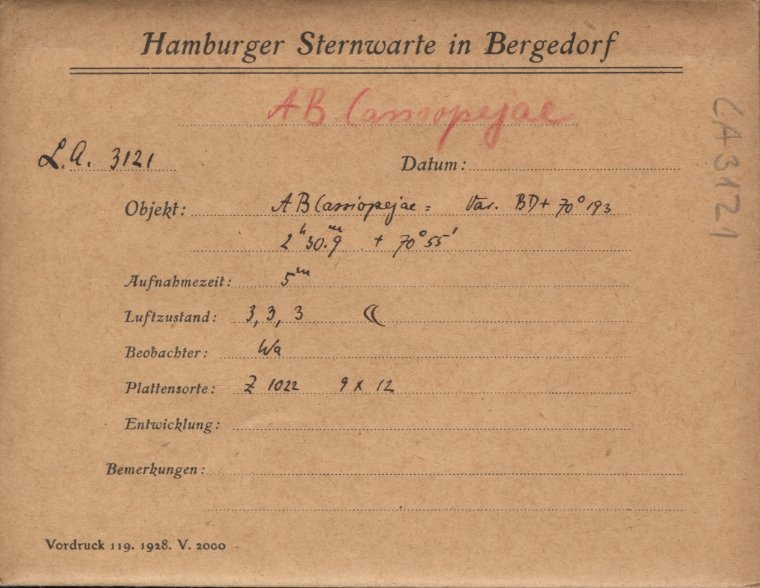 Hamburger Sternwarte in Bergedorf
AB Cassiopejae
L.A. 3121
Datum:
Objekt: AB Cassiopejae = Var. BD + 70° 193
2ʰ 30.ᵐ9 + 70° 55'
Aufnahmezeit: 5ᵐ
Luftzustand: 3, 3, 3 ☾
Beobachter: Wa
Plattensorte: Z 1022 9 x 12
Entwicklung:
Bemerkungen:
Vordruck 119. 1928. V. 2000
LA3121